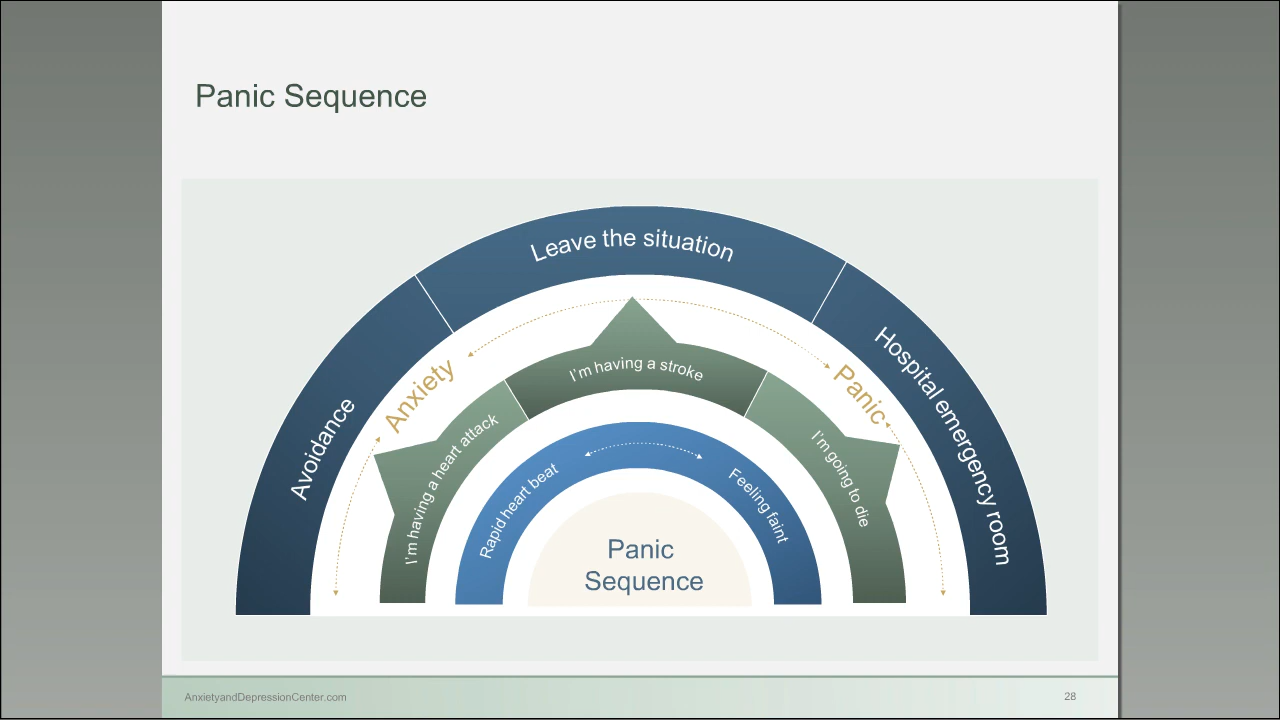 Panic Sequence
Leave the situation
Avoidance
Hospital emergency room
Anxiety
Panic
I'm having a stroke
I'm having a heart attack
I'm going to die
Rapid heart beat
Feeling faint
Panic
Sequence
AnxietyandDepressionCenter.com
28